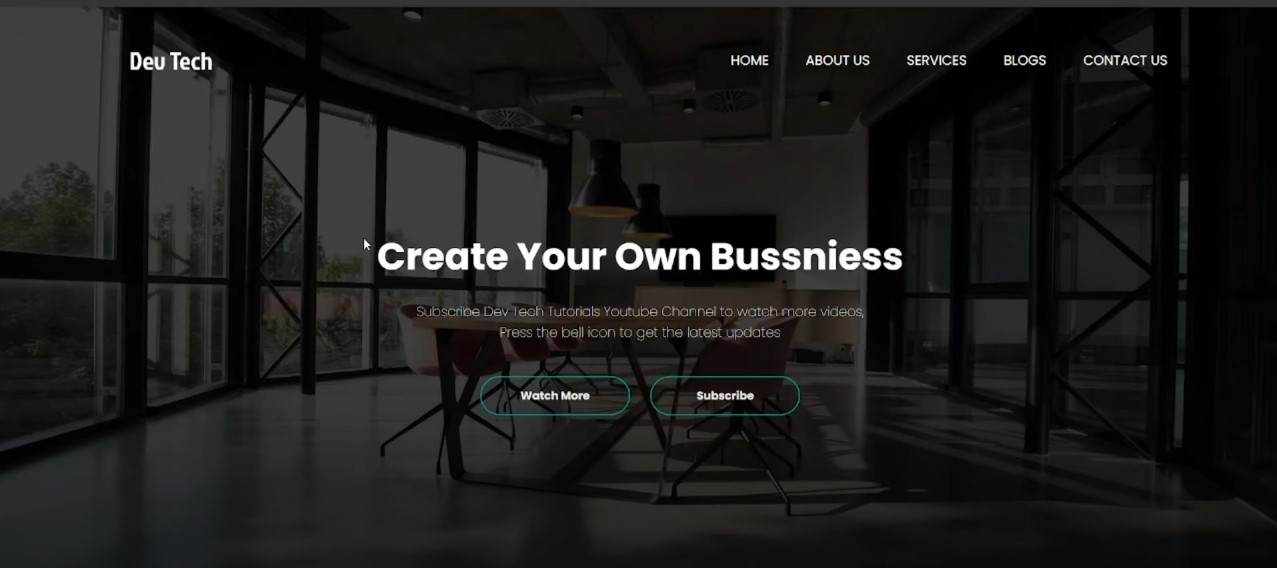 Dev Tech
HOME ABOUT US SERVICES BLOGS CONTACT US
Create Your Own Bussniess
Subscribe Dev Tech Tutorials Youtube Channel to watch more videos,
Press the bell icon to get the latest updates
Watch More Subscribe